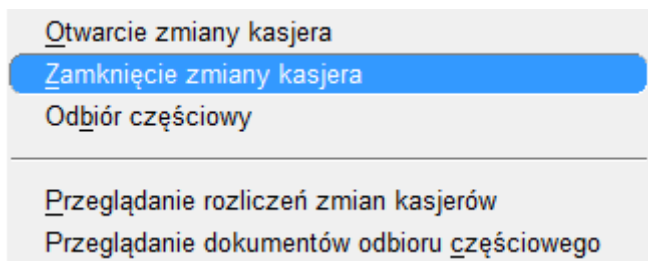 Otwarcie zmiany kasjera
Zamknięcie zmiany kasjera
Odbiór częściowy
Przeglądanie rozliczeń zmian kasjerów
Przeglądanie dokumentów odbioru częściowego